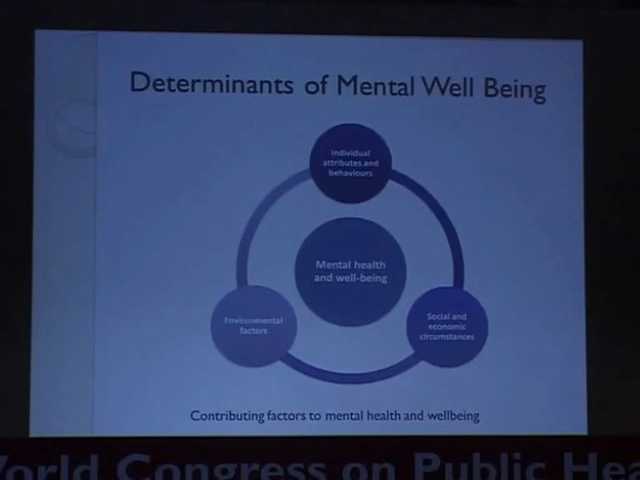 Determinants of Mental Well Being
Individual
attributes and
behaviours
Mental health
and well-being
Environmental
factors
Social and
economic
circumstances
Contributing factors to mental health and wellbeing
World Congress on Public Hea